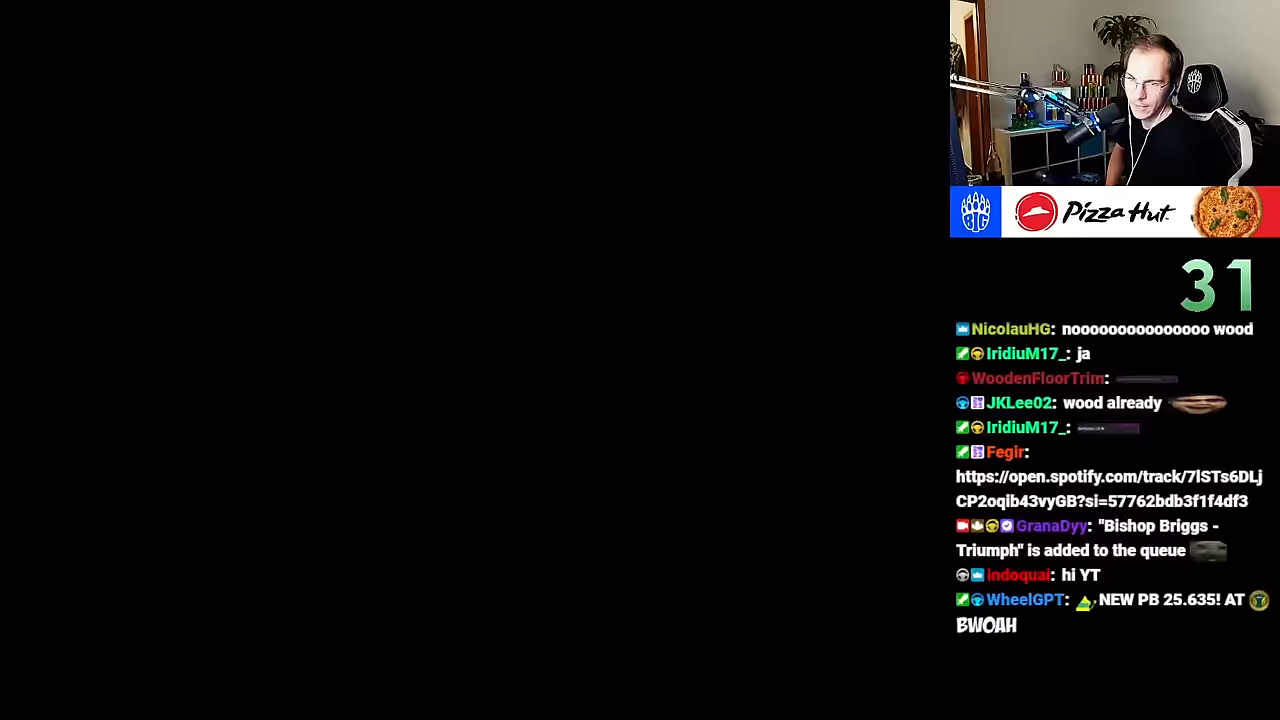 BIG
Pizza Hut
31
NicolauHG: nooooooooooooooo wood
IridiuM17_: ja
WoodenFloorTrim:
JKLee02: wood already
IridiuM17_:
Fegir:
https://open.spotify.com/track/7lSTs6DLj
CP2oqib43vyGB?si=57762bdb3f1f4df3
GranaDyy: "Bishop Briggs -
Triumph" is added to the queue
Indoquai: hi YT
WheelGPT: NEW PB 25.635! AT
BWOAH